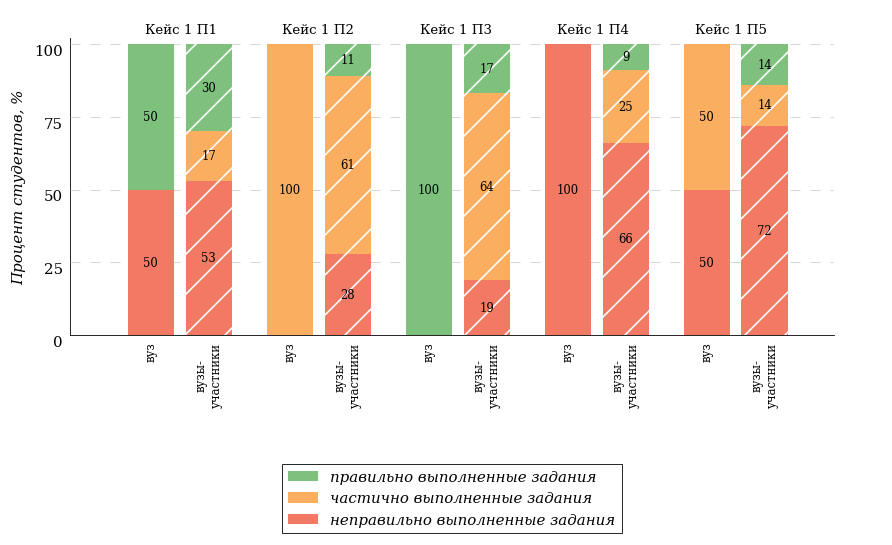 Кейс 1 П1 Кейс 1 П2 Кейс 1 П3 Кейс 1 П4 Кейс 1 П5
Процент студентов, %
100
75
50
25
0
50 30 100 11 100 17 100 9 50 14
50 17 61 64 25 50 14
53 28 19 66 72
вуз вузы- вуз вузы- вуз вузы- вуз вузы- вуз вузы-
участники участники участники участники участники
правильно выполненные задания
частично выполненные задания
неправильно выполненные задания